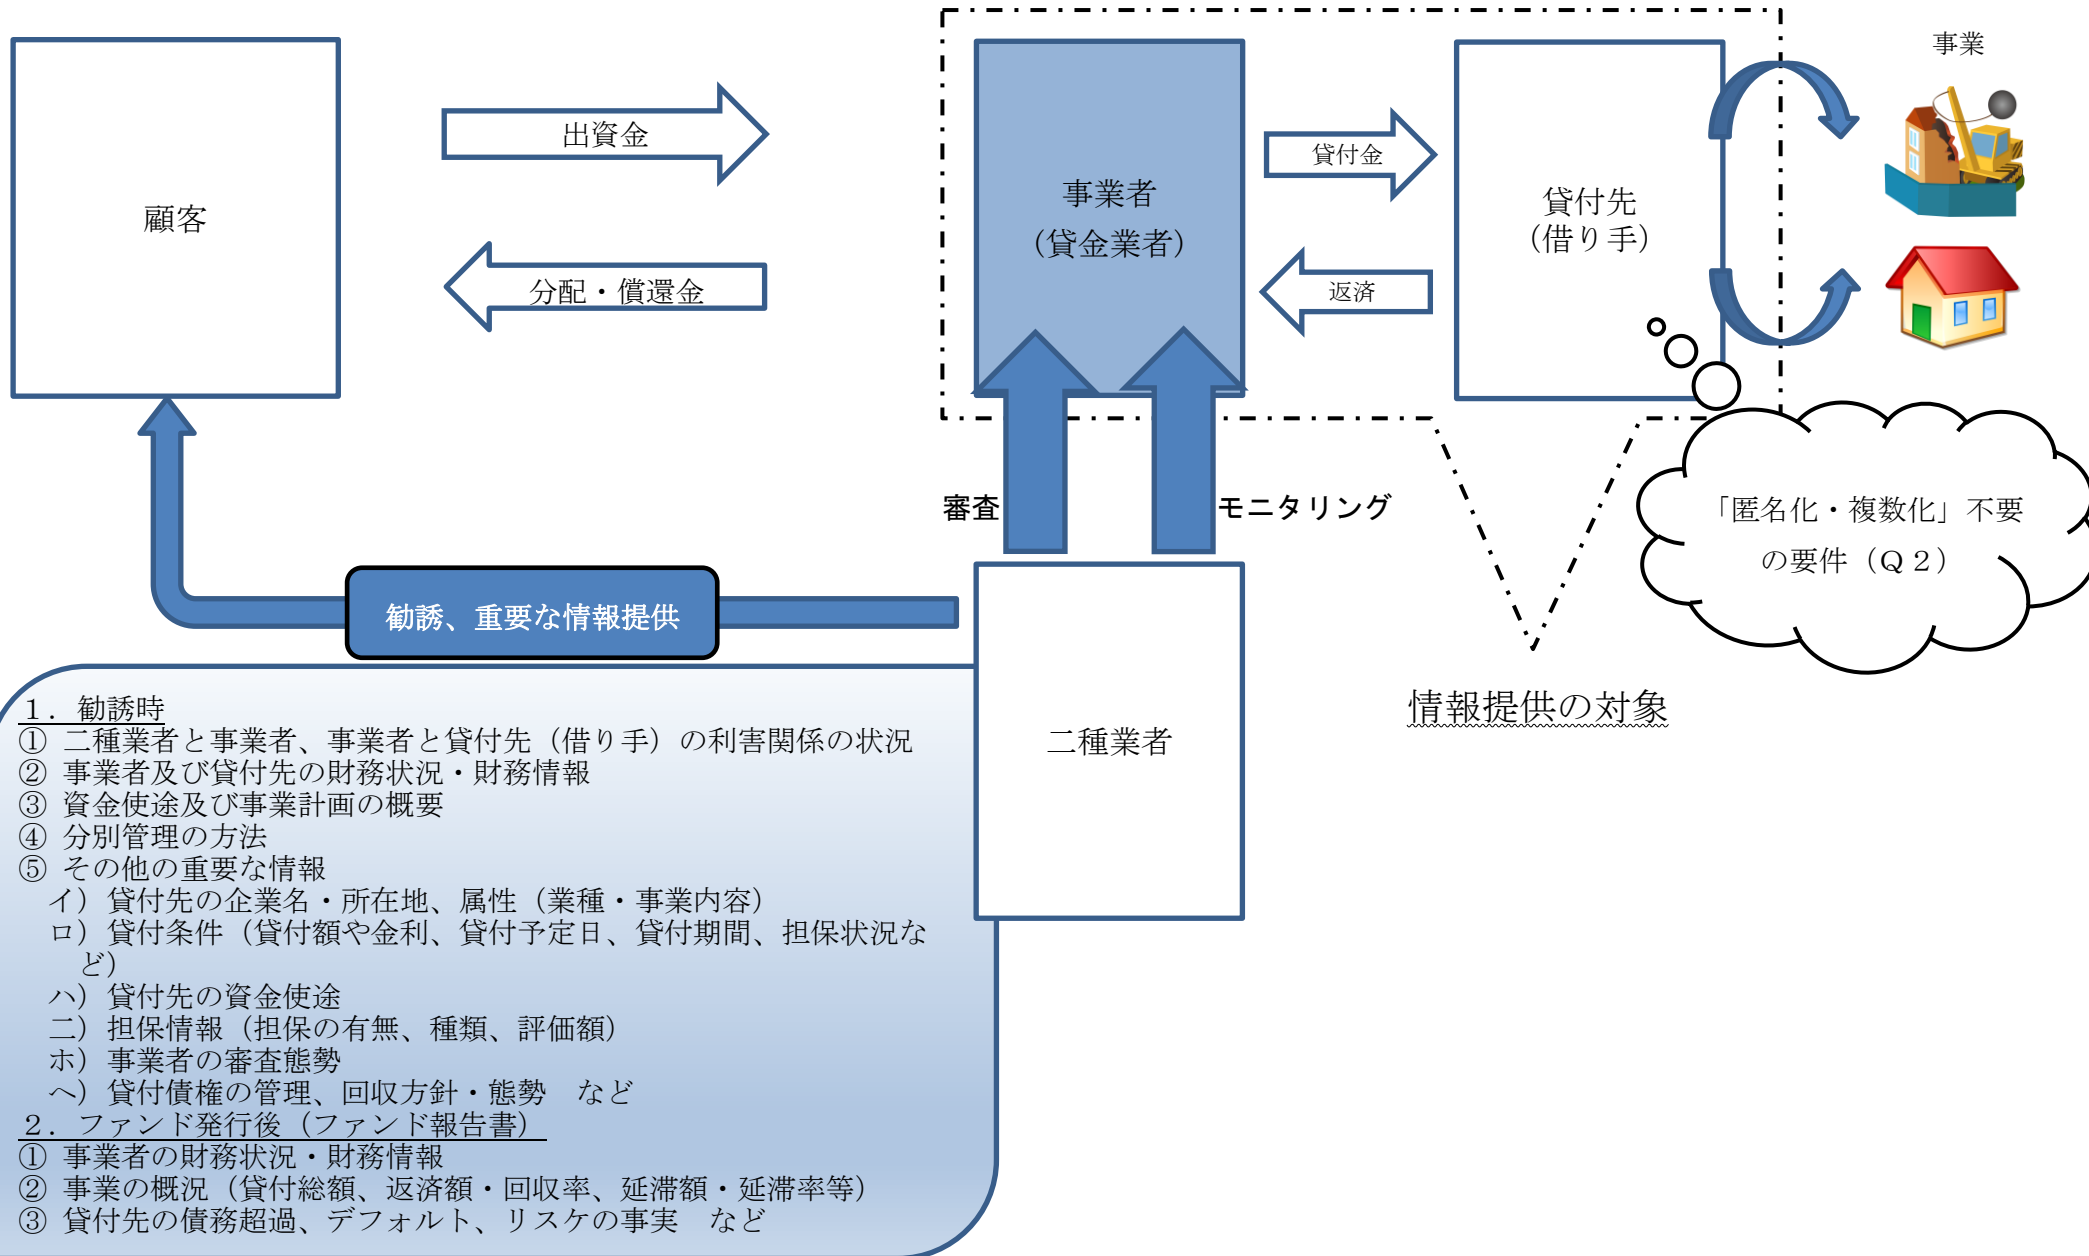 事業
顧客
出資金
分配・償還金
事業者
（貸金業者）
貸付金
返済
貸付先
（借り手）
審査
モニタリング
「匿名化・複数化」不要
の要件（Ｑ２）
勧誘、重要な情報提供
二種業者
情報提供の対象
１．勧誘時
① 二種業者と事業者、事業者と貸付先（借り手）の利害関係の状況
② 事業者及び貸付先の財務状況・財務情報
③ 資金使途及び事業計画の概要
④ 分別管理の方法
⑤ その他の重要な情報
イ）貸付先の企業名・所在地、属性（業種・事業内容）
ロ）貸付条件（貸付額や金利、貸付予定日、貸付期間、担保状況な
ど）
ハ）貸付先の資金使途
ニ）担保情報（担保の有無、種類、評価額）
ホ）事業者の審査態勢
ヘ）貸付債権の管理、回収方針・態勢　など
２．ファンド発行後（ファンド報告書）
① 事業者の財務状況・財務情報
② 事業の概況（貸付総額、返済額・回収率、延滞額・延滞率等）
③ 貸付先の債務超過、デフォルト、リスケの事実　など